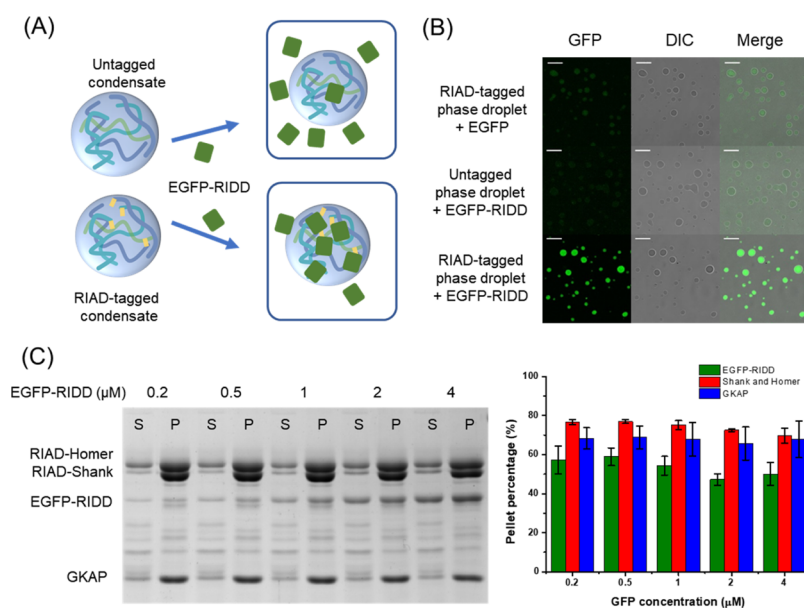 (A)
Untagged
condensate
EGFP-RIDD
RIAD-tagged
condensate
(B)
GFP DIC Merge
RIAD-tagged
phase droplet
+ EGFP
Untagged
phase droplet
+ EGFP-RIDD
RIAD-tagged
phase droplet
+ EGFP-RIDD
(C)
EGFP-RIDD (μM) 0.2 0.5 1 2 4
S P S P S P S P S P
RIAD-Homer
RIAD-Shank
EGFP-RIDD
GKAP
EGFP-RIDD
Shank and Homer
GKAP
Pellet percentage (%)
100
80
60
40
20
0
0.2 0.5 1 2 4
GFP concentration (μM)